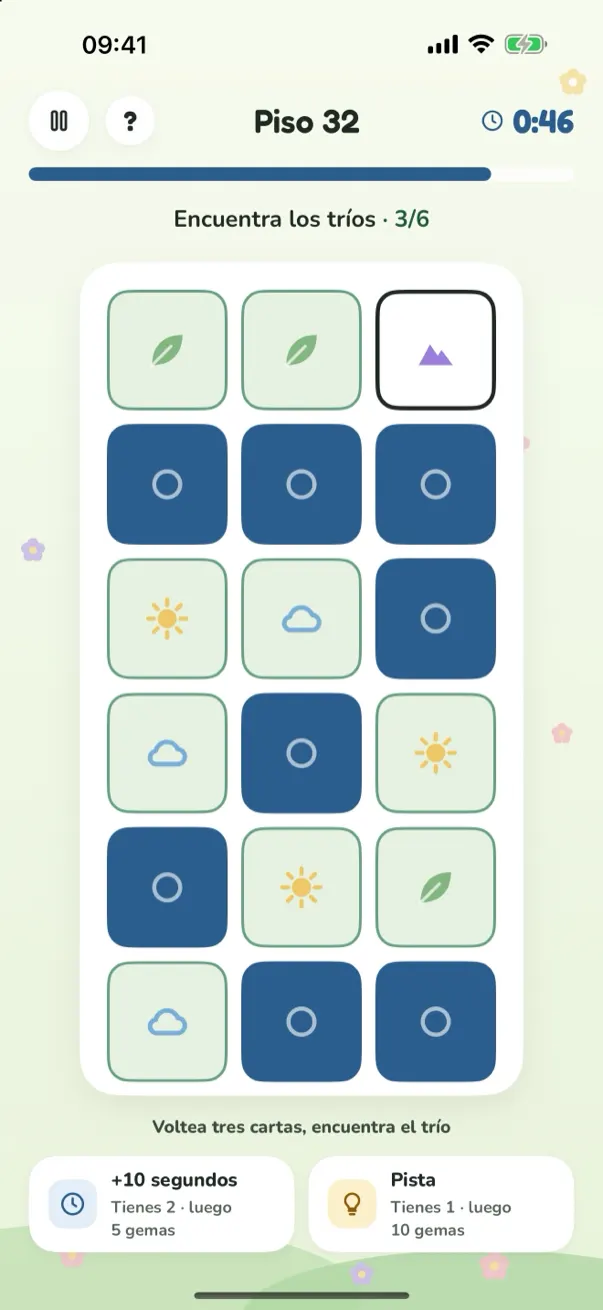 09:41
?
Piso 32
0:46
Encuentra los tríos · 3/6
Voltea tres cartas, encuentra el trío
+10 segundos
Tienes 2 · luego
5 gemas
Pista
Tienes 1 · luego
10 gemas